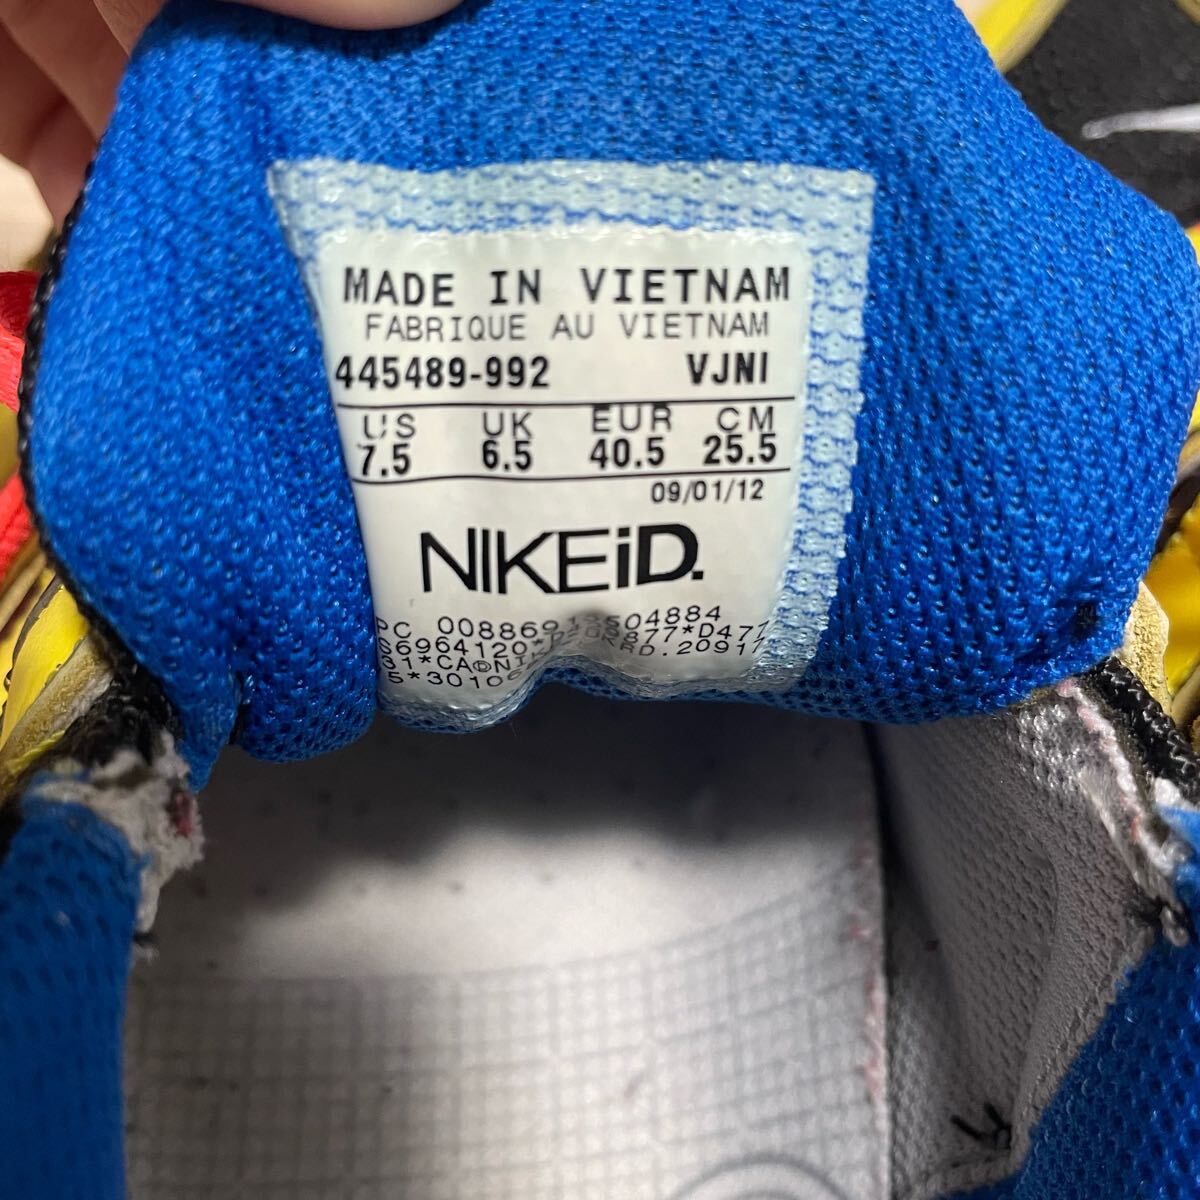 MADE IN VIETNAM
FABRIQUE AU VIETNAM
445489-992 VJNI
US UK EUR CM
7.5 6.5 40.5 25.5
09/01/12
NIKEiD.
PC